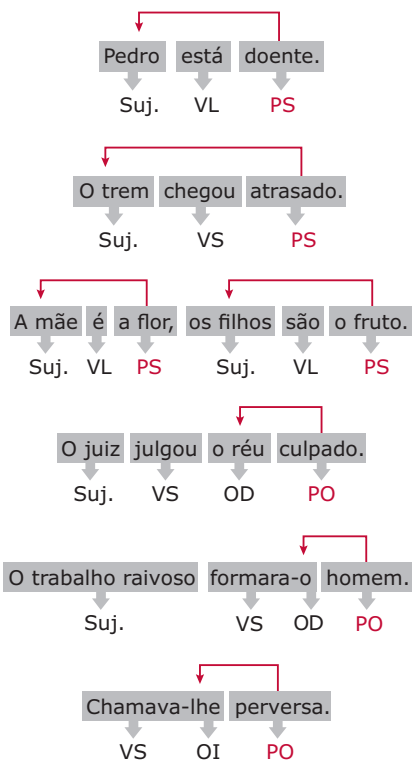 Pedro está doente.
Suj. VL PS
O trem chegou atrasado.
Suj. VS PS
A mãe é a flor, os filhos são o fruto.
Suj. VL PS Suj. VL PS
O juiz julgou o réu culpado.
Suj. VS OD PO
O trabalho raivoso formara-o homem.
Suj. VS OD PO
Chamava-lhe perversa.
VS OI PO